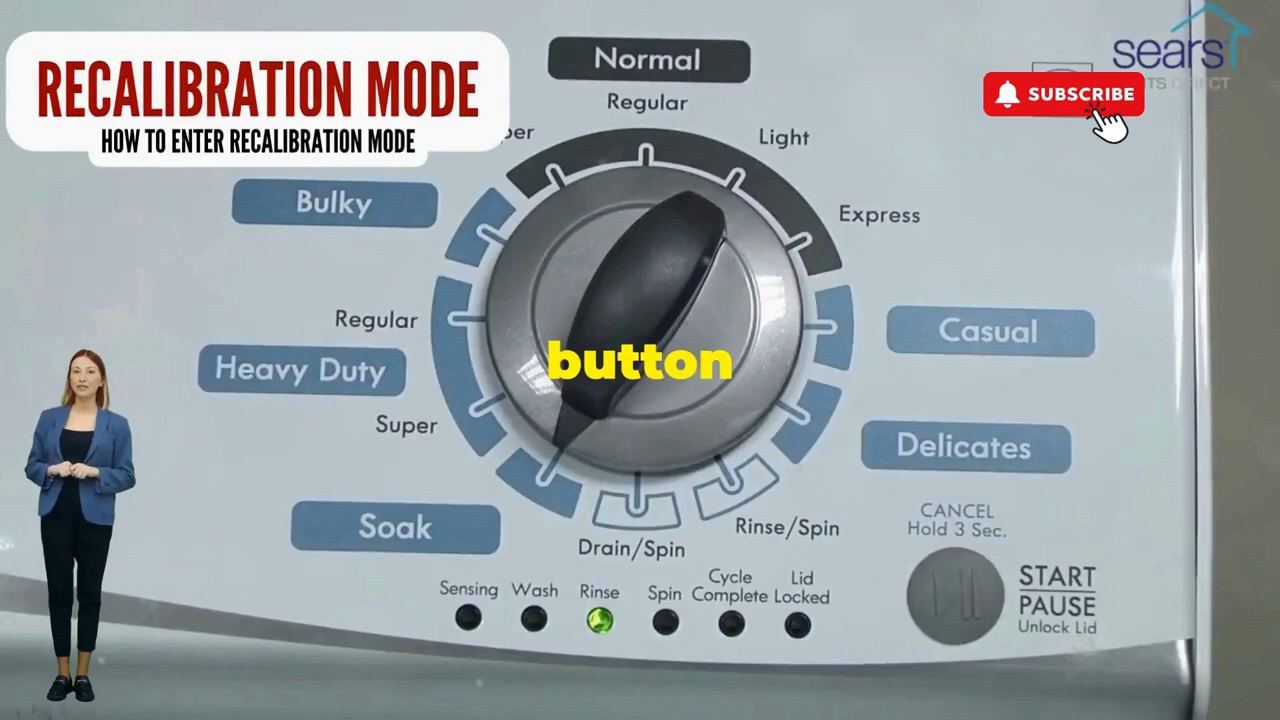 sears
RECALIBRATION MODE
HOW TO ENTER RECALIBRATION MODE
SUBSCRIBE
DIRECT
Normal
Regular
Light
Express
Bulky
Regular
Heavy Duty
Super
Casual
Delicates
button
Soak
Drain/Spin
Rinse/Spin
CANCEL
Hold 3 Sec.
Sensing
Wash
Rinse
Spin
Cycle
Complete
Lid
Locked
START
PAUSE
Unlock Lid